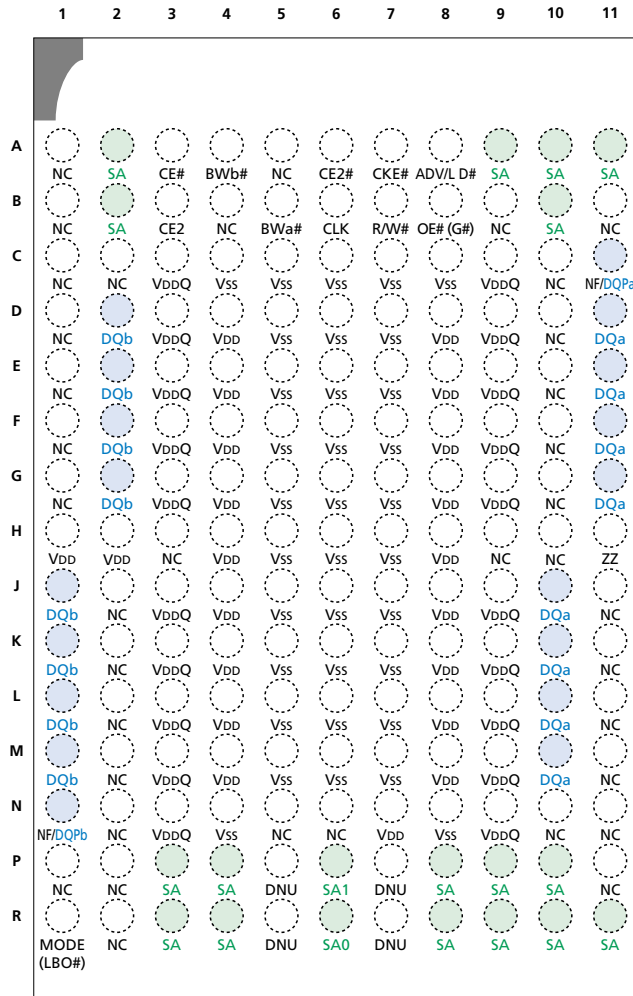 1 2 3 4 5 6 7 8 9 10 11
A
NC SA CE# BWb# NC CE2# CKE# ADV/L D# SA SA SA
B
NC SA CE2 NC BWa# CLK R/W# OE# (G#) NC SA NC
C
NC NC VDDQ VSS VSS VSS VSS VSS VDDQ NC NF/DQPa
D
NC DQb VDDQ VDD VSS VSS VSS VDD VDDQ NC DQa
E
NC DQb VDDQ VDD VSS VSS VSS VDD VDDQ NC DQa
F
NC DQb VDDQ VDD VSS VSS VSS VDD VDDQ NC DQa
G
NC DQb VDDQ VDD VSS VSS VSS VDD VDDQ NC DQa
H
VDD VDD NC VDD VSS VSS VSS VDD NC NC ZZ
J
DQb NC VDDQ VDD VSS VSS VSS VDD VDDQ DQa NC
K
DQb NC VDDQ VDD VSS VSS VSS VDD VDDQ DQa NC
L
DQb NC VDDQ VDD VSS VSS VSS VDD VDDQ DQa NC
M
DQb NC VDDQ VDD VSS VSS VSS VDD VDDQ DQa NC
N
NF/DQPb NC VDDQ VSS NC NC VDD VSS VDDQ NC NC
P
NC NC SA SA DNU SA1 DNU SA SA SA NC
R
MODE NC SA SA DNU SA0 DNU SA SA SA SA
(LBO#)